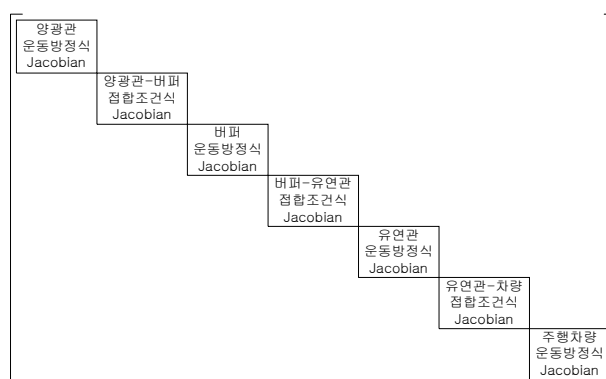 양광관
운동방정식
Jacobian
양광관-버퍼
접합조건식
Jacobian
버퍼
운동방정식
Jacobian
버퍼-유연관
접합조건식
Jacobian
유연관
운동방정식
Jacobian
유연관-차량
접합조건식
Jacobian
주행차량
운동방정식
Jacobian